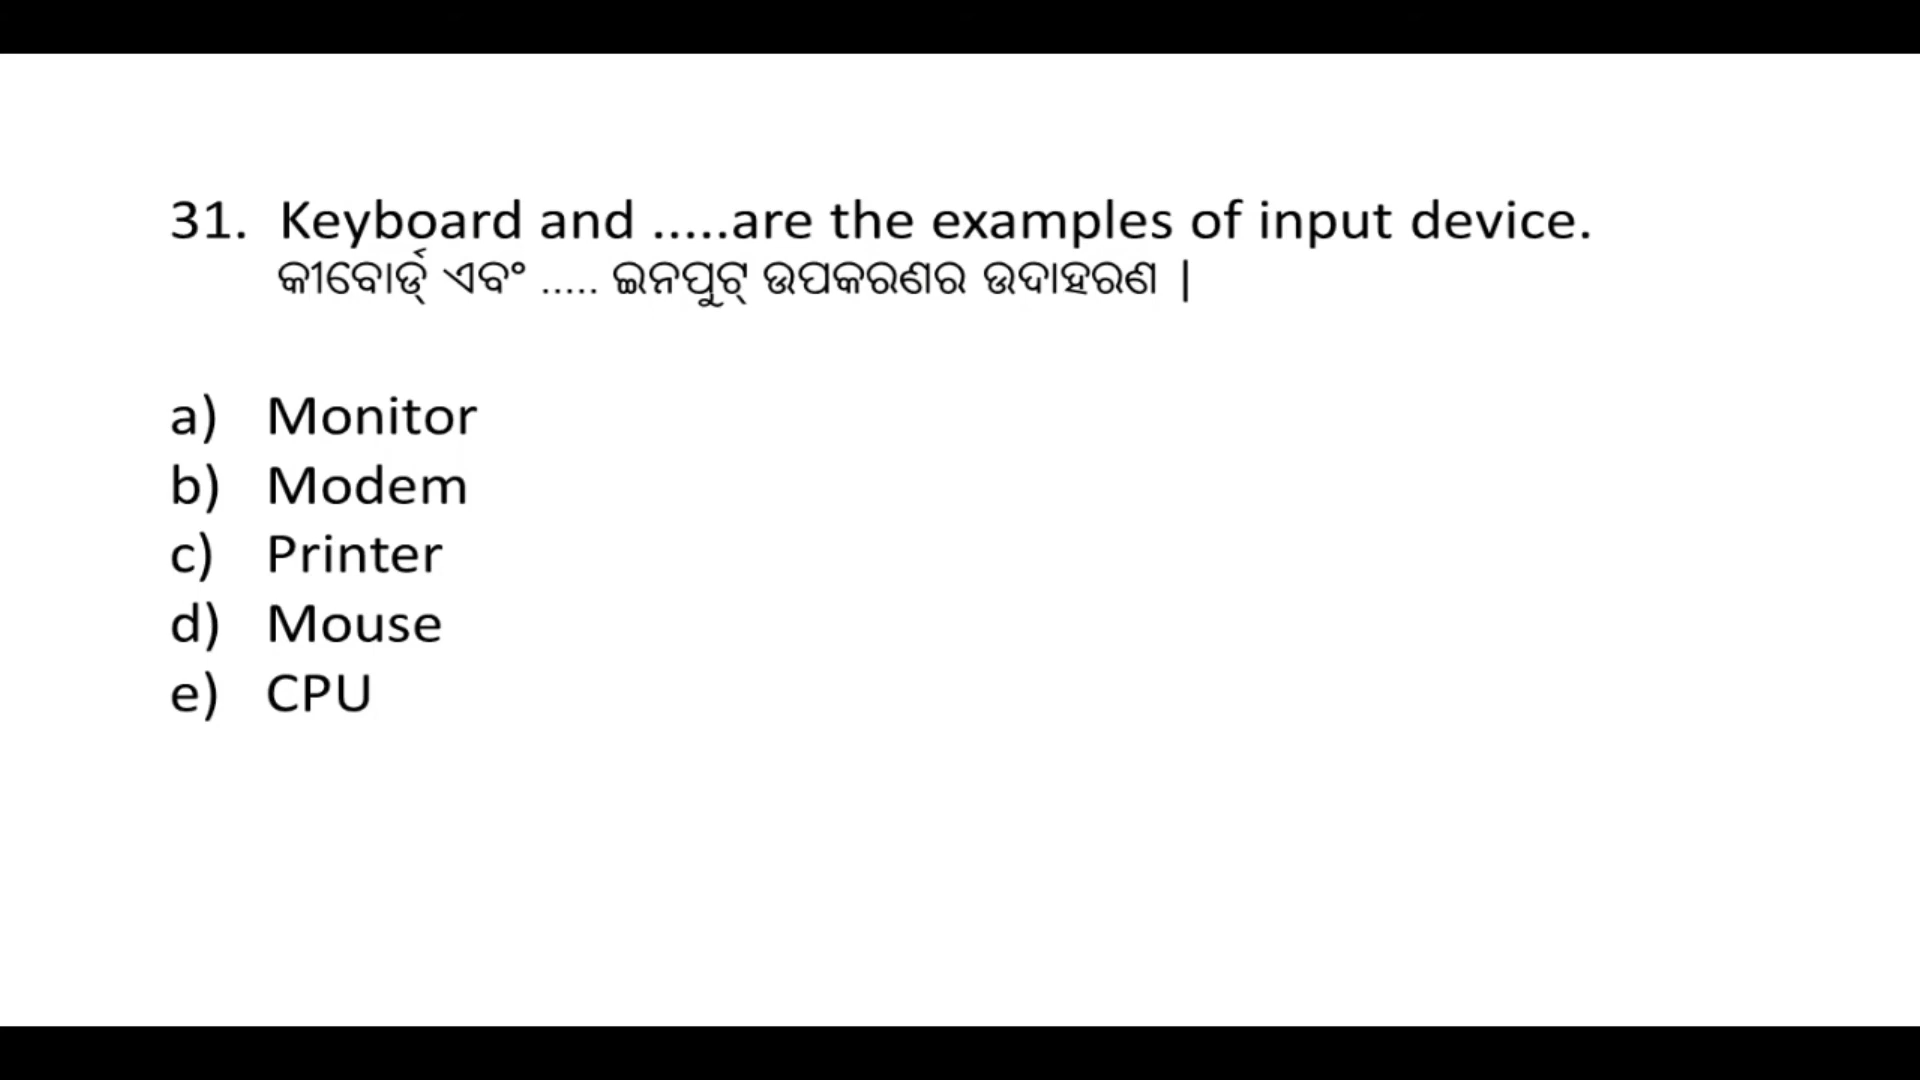 31. Keyboard and .....are the examples of input device.
କୀବୋର୍ଡ୍ ଏବଂ ..... ଇନପୁଟ୍ ଉପକରଣର ଉଦାହରଣ |
a) Monitor
b) Modem
c) Printer
d) Mouse
e) CPU